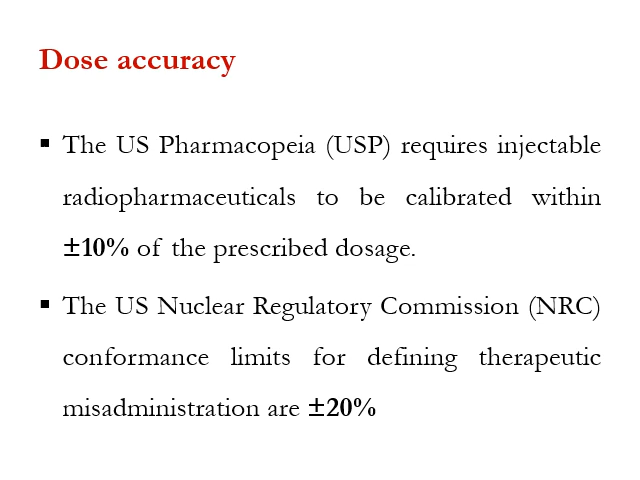 Dose accuracy
▪ The US Pharmacopeia (USP) requires injectable
radiopharmaceuticals to be calibrated within
±10% of the prescribed dosage.
▪ The US Nuclear Regulatory Commission (NRC)
conformance limits for defining therapeutic
misadministration are ±20%